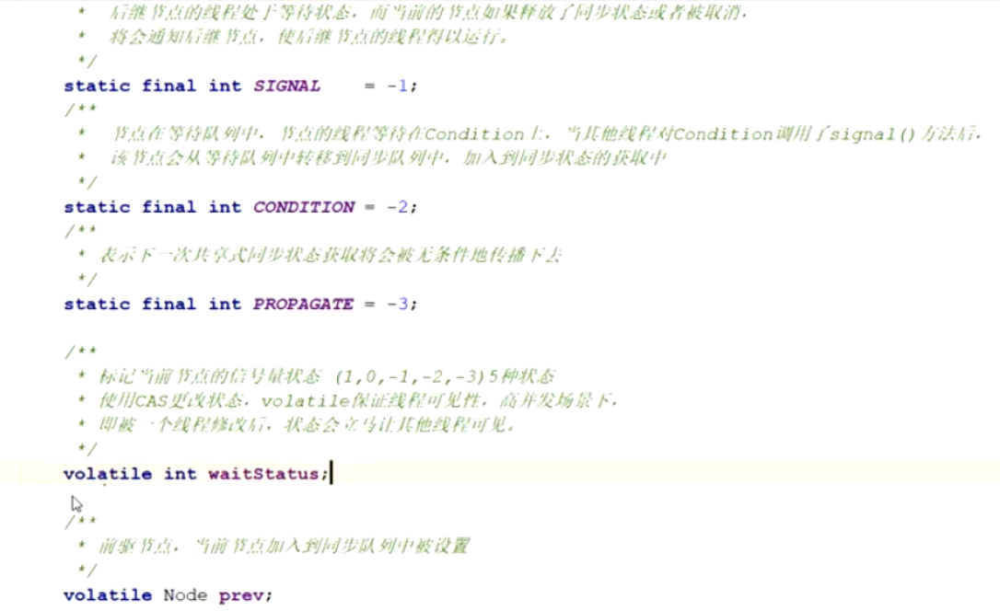 * 后继节点的线程处于等待状态，而当前的节点如果释放了同步状态或者被取消，
* 将会通知后继节点，使后继节点的线程得以运行。
*/
static final int SIGNAL = -1;
/**
* 节点在等待队列中，节点的线程等待在Condition上，当其他线程对Condition调用了signal()方法后，
* 该节点会从等待队列中转移到同步队列中，加入到同步状态的获取中
*/
static final int CONDITION = -2;
/**
* 表示下一次共享式同步状态获取将会被无条件地传播下去
*/
static final int PROPAGATE = -3;
/**
* 标记当前节点的信号量状态 (1,0,-1,-2,-3)5种状态
* 使用CAS更改状态，volatile保证线程可见性，高并发场景下，
* 即被一个线程修改后，状态会立马让其他线程可见。
*/
volatile int waitStatus;
/**
* 前驱节点，当前节点加入到同步队列中被设置
*/
volatile Node prev;